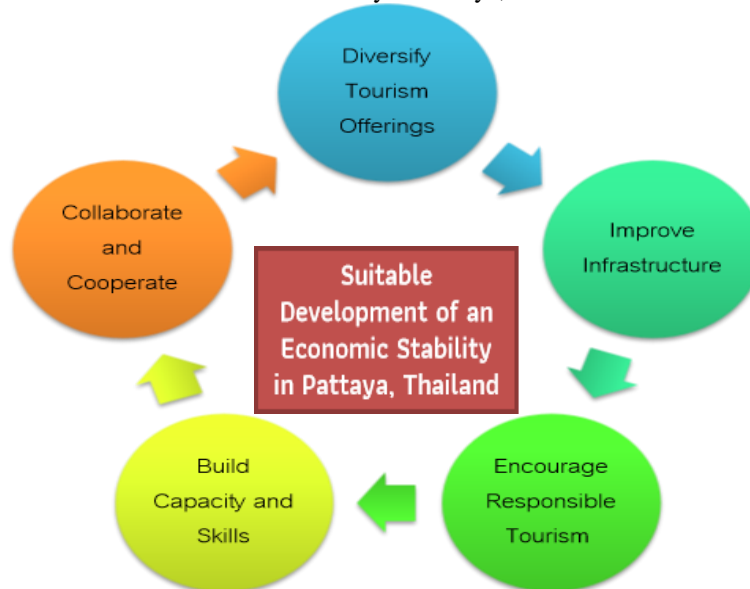 Diversify
Tourism
Offerings
Improve
Infrastructure
Encourage
Responsible
Tourism
Build
Capacity and
Skills
Collaborate
and
Cooperate
Suitable
Development of an
Economic Stability
in Pattaya, Thailand